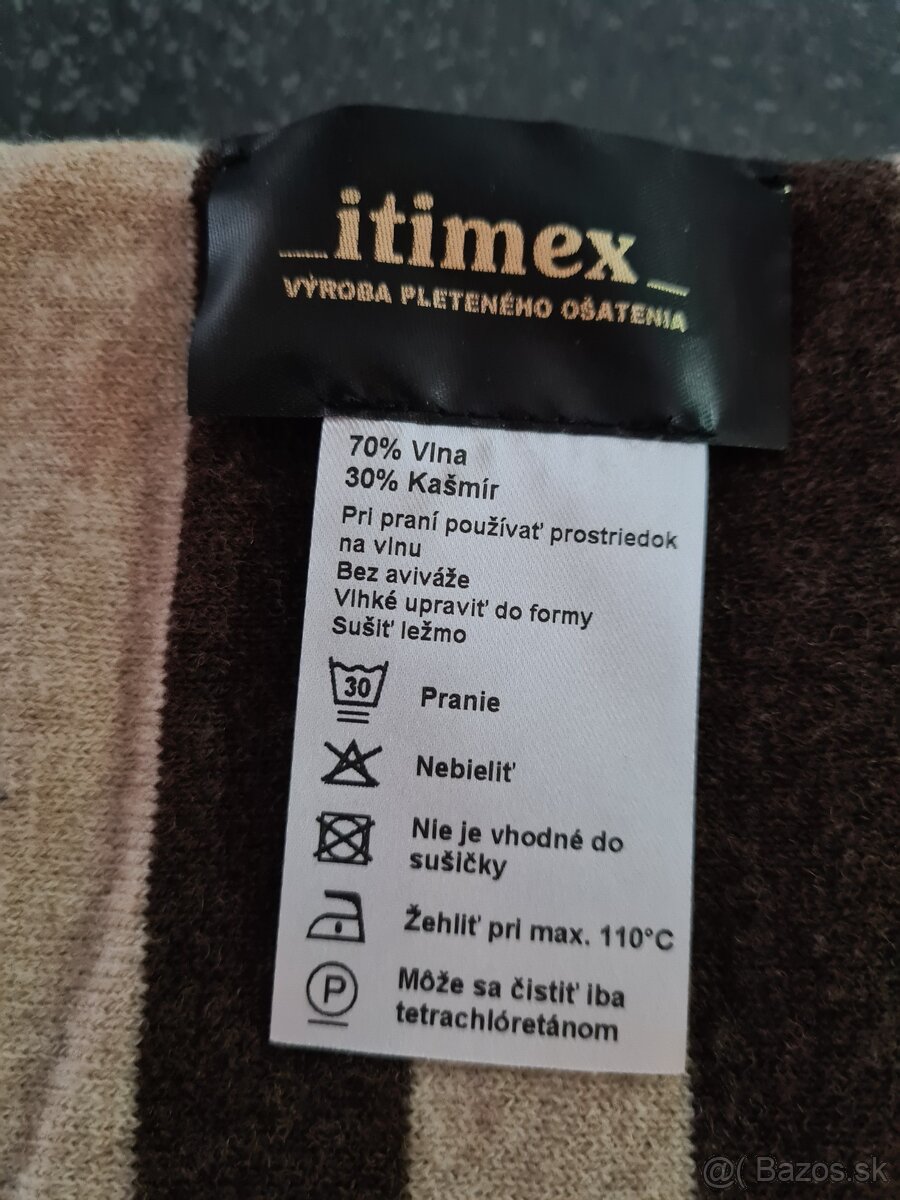 itimex
VÝROBA PLETENÉHO OŠATENIA
70% Vlna
30% Kašmír
Pri praní používať prostriedok
na vlnu
Bez aviváže
Vlhké upraviť do formy
Sušiť ležmo
30 Pranie
Nebieliť
Nie je vhodné do
sušičky
Žehliť pri max. 110°C
P Môže sa čistiť iba
tetrachlóretánom
@( Bazos.sk